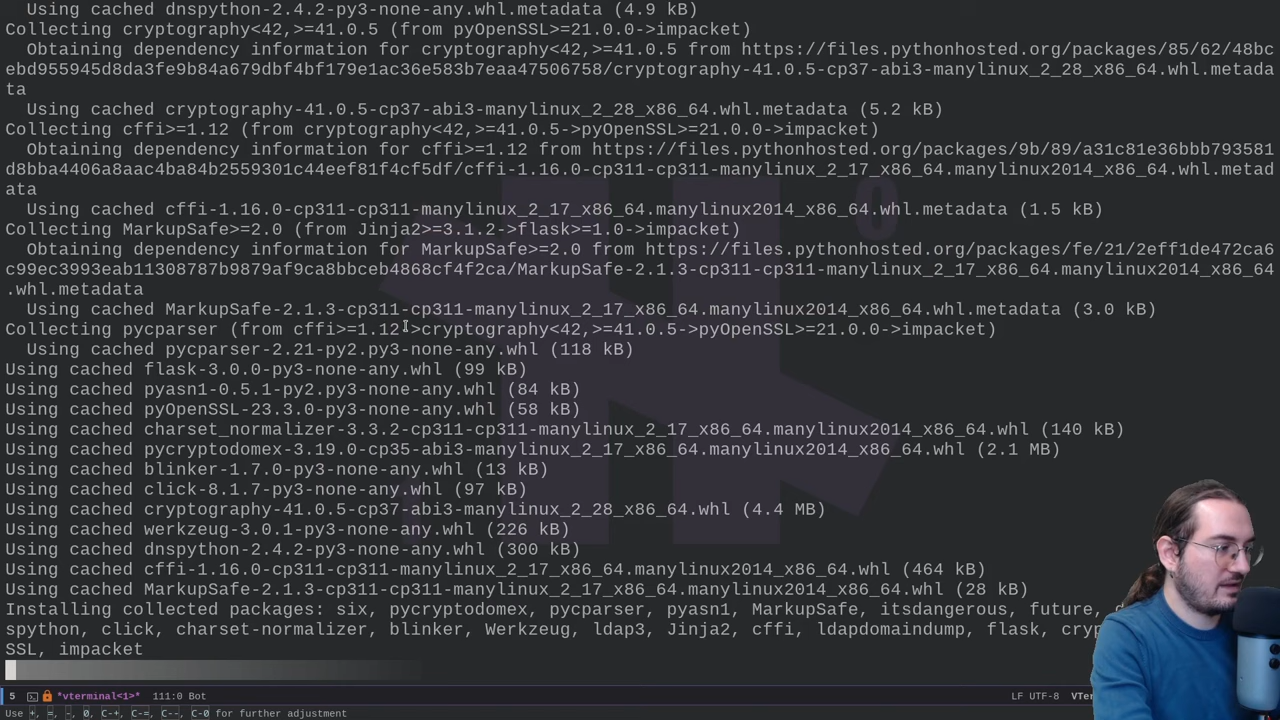 Using cached dnspython-2.4.2-py3-none-any.whl.metadata (4.9 kB)
Collecting cryptography<42,>=41.0.5 (from pyOpenSSL>=21.0.0->impacket)
Obtaining dependency information for cryptography<42,>=41.0.5 from https://files.pythonhosted.org/packages/85/62/48bc
ebd955945d8da3fe9b84a679dbf4bf179e1ac36e583b7eaa47506758/cryptography-41.0.5-cp37-abi3-manylinux_2_28_x86_64.whl.metada
ta
Using cached cryptography-41.0.5-cp37-abi3-manylinux_2_28_x86_64.whl.metadata (5.2 kB)
Collecting cffi>=1.12 (from cryptography<42,>=41.0.5->pyOpenSSL>=21.0.0->impacket)
Obtaining dependency information for cffi>=1.12 from https://files.pythonhosted.org/packages/9b/89/a31c81e36bbb793581
d8bba4406a8aac4ba84b2559301c44eef81f4cf5df/cffi-1.16.0-cp311-cp311-manylinux_2_17_x86_64.manylinux2014_x86_64.whl.metad
ata
Using cached cffi-1.16.0-cp311-cp311-manylinux_2_17_x86_64.manylinux2014_x86_64.whl.metadata (1.5 kB)
Collecting MarkupSafe>=2.0 (from Jinja2>=3.1.2->flask>=1.0->impacket)
Obtaining dependency information for MarkupSafe>=2.0 from https://files.pythonhosted.org/packages/fe/21/2eff1de472ca6
c99ec3993eab11308787b9879af9ca8bbceb4868cf4f2ca/MarkupSafe-2.1.3-cp311-cp311-manylinux_2_17_x86_64.manylinux2014_x86_64
.whl.metadata
Using cached MarkupSafe-2.1.3-cp311-cp311-manylinux_2_17_x86_64.manylinux2014_x86_64.whl.metadata (3.0 kB)
Collecting pycparser (from cffi>=1.12->cryptography<42,>=41.0.5->pyOpenSSL>=21.0.0->impacket)
Using cached pycparser-2.21-py2.py3-none-any.whl (118 kB)
Using cached flask-3.0.0-py3-none-any.whl (99 kB)
Using cached pyasn1-0.5.1-py2.py3-none-any.whl (84 kB)
Using cached pyOpenSSL-23.3.0-py3-none-any.whl (58 kB)
Using cached charset_normalizer-3.3.2-cp311-cp311-manylinux_2_17_x86_64.manylinux2014_x86_64.whl (140 kB)
Using cached pycryptodomex-3.19.0-cp35-abi3-manylinux_2_17_x86_64.manylinux2014_x86_64.whl (2.1 MB)
Using cached blinker-1.7.0-py3-none-any.whl (13 kB)
Using cached click-8.1.7-py3-none-any.whl (97 kB)
Using cached cryptography-41.0.5-cp37-abi3-manylinux_2_28_x86_64.whl (4.4 MB)
Using cached werkzeug-3.0.1-py3-none-any.whl (226 kB)
Using cached dnspython-2.4.2-py3-none-any.whl (300 kB)
Using cached cffi-1.16.0-cp311-cp311-manylinux_2_17_x86_64.manylinux2014_x86_64.whl (464 kB)
Using cached MarkupSafe-2.1.3-cp311-cp311-manylinux_2_17_x86_64.manylinux2014_x86_64.whl (28 kB)
Installing collected packages: six, pycryptodomex, pycparser, pyasn1, MarkupSafe, itsdangerous, future,
spython, click, charset-normalizer, blinker, Werkzeug, ldap3, Jinja2, cffi, ldapdomaindump, flask,
SSL, impacket
5 *vterminal<1>* 111:0 Bot LF UTF-8
Use +, =, -, 0, C-+, C-=, C--, C-0 for further adjustment